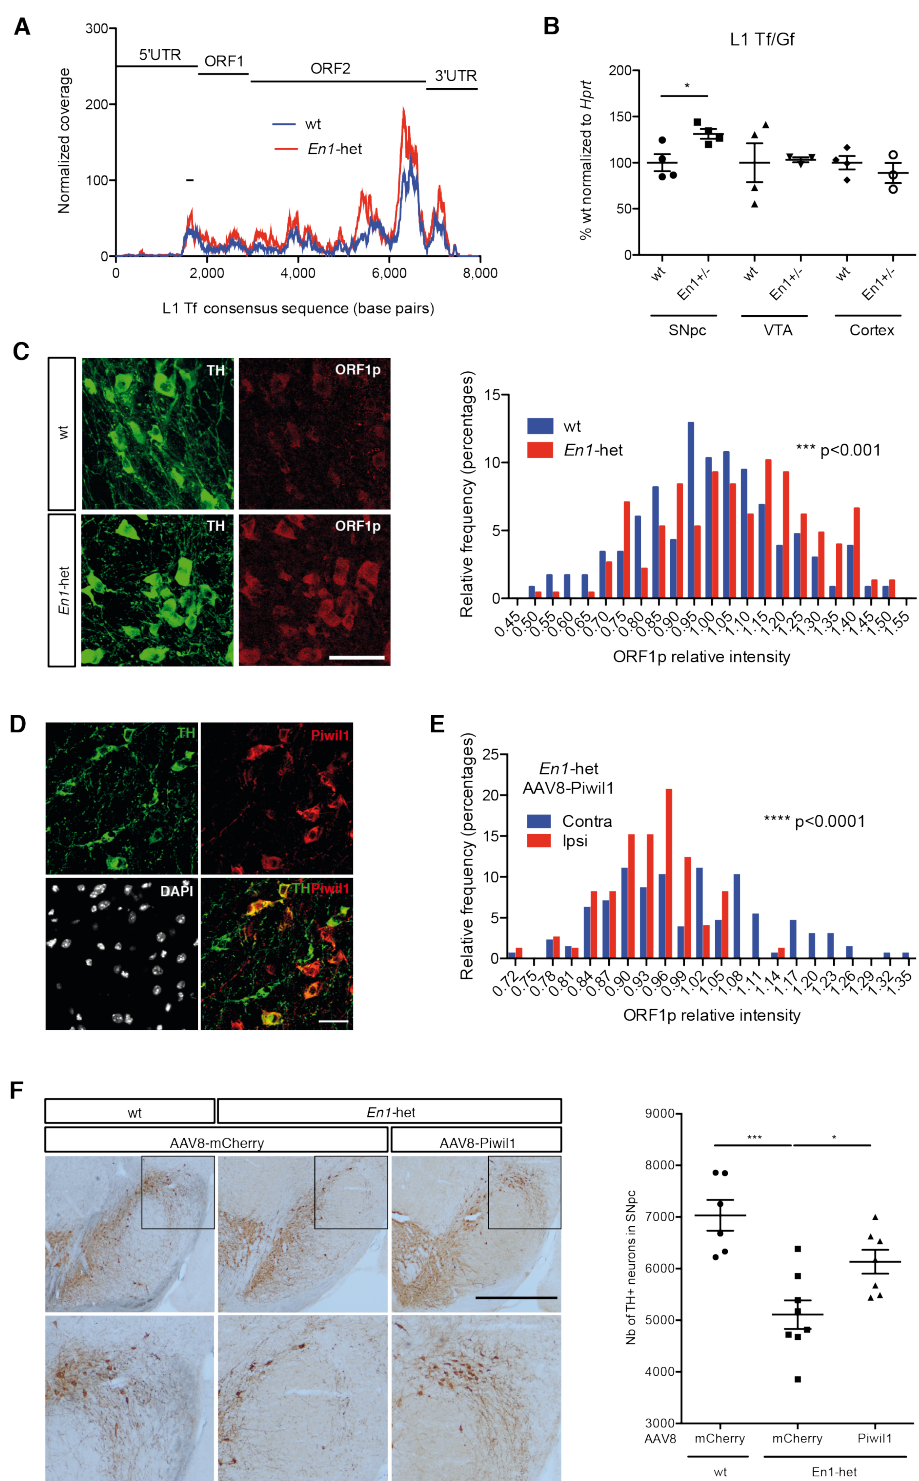 A
300
200
100
0
Normalized coverage
5'UTR
ORF1
ORF2
3'UTR
wt
En1-het
0
2,000
4,000
6,000
8,000
L1 Tf consensus sequence (base pairs)
B
L1 Tf/Gf
% wt normalized to Hprt
200
150
100
50
0
*
wt
En1+/-
wt
En1+/-
wt
En1+/-
SNpc
VTA
Cortex
C
wt
En1-het
TH
ORF1p
TH
ORF1p
Relative frequency (percentages)
15
10
5
0
wt
En1-het
*** p<0.001
0.45 0.50 0.55 0.60 0.65 0.70 0.75 0.80 0.85 0.90 0.95 1.00 1.05 1.10 1.15 1.20 1.25 1.30 1.35 1.40 1.45 1.50 1.55
ORF1p relative intensity
D
TH
Piwil1
DAPI
THPiwil1
E
Relative frequency (percentages)
25
20
15
10
5
0
En1-het
AAV8-Piwil1
Contra
Ipsi
**** p<0.0001
0.72 0.75 0.78 0.81 0.84 0.87 0.90 0.93 0.96 0.99 1.02 1.05 1.08 1.11 1.14 1.17 1.20 1.23 1.26 1.29 1.32 1.35
ORF1p relative intensity
F
wt
En1-het
AAV8-mCherry
AAV8-Piwil1
Nb of TH+ neurons in SNpc
9000
8000
7000
6000
5000
4000
3000
***
*
AAV8 mCherry mCherry Piwil1
wt
En1-het